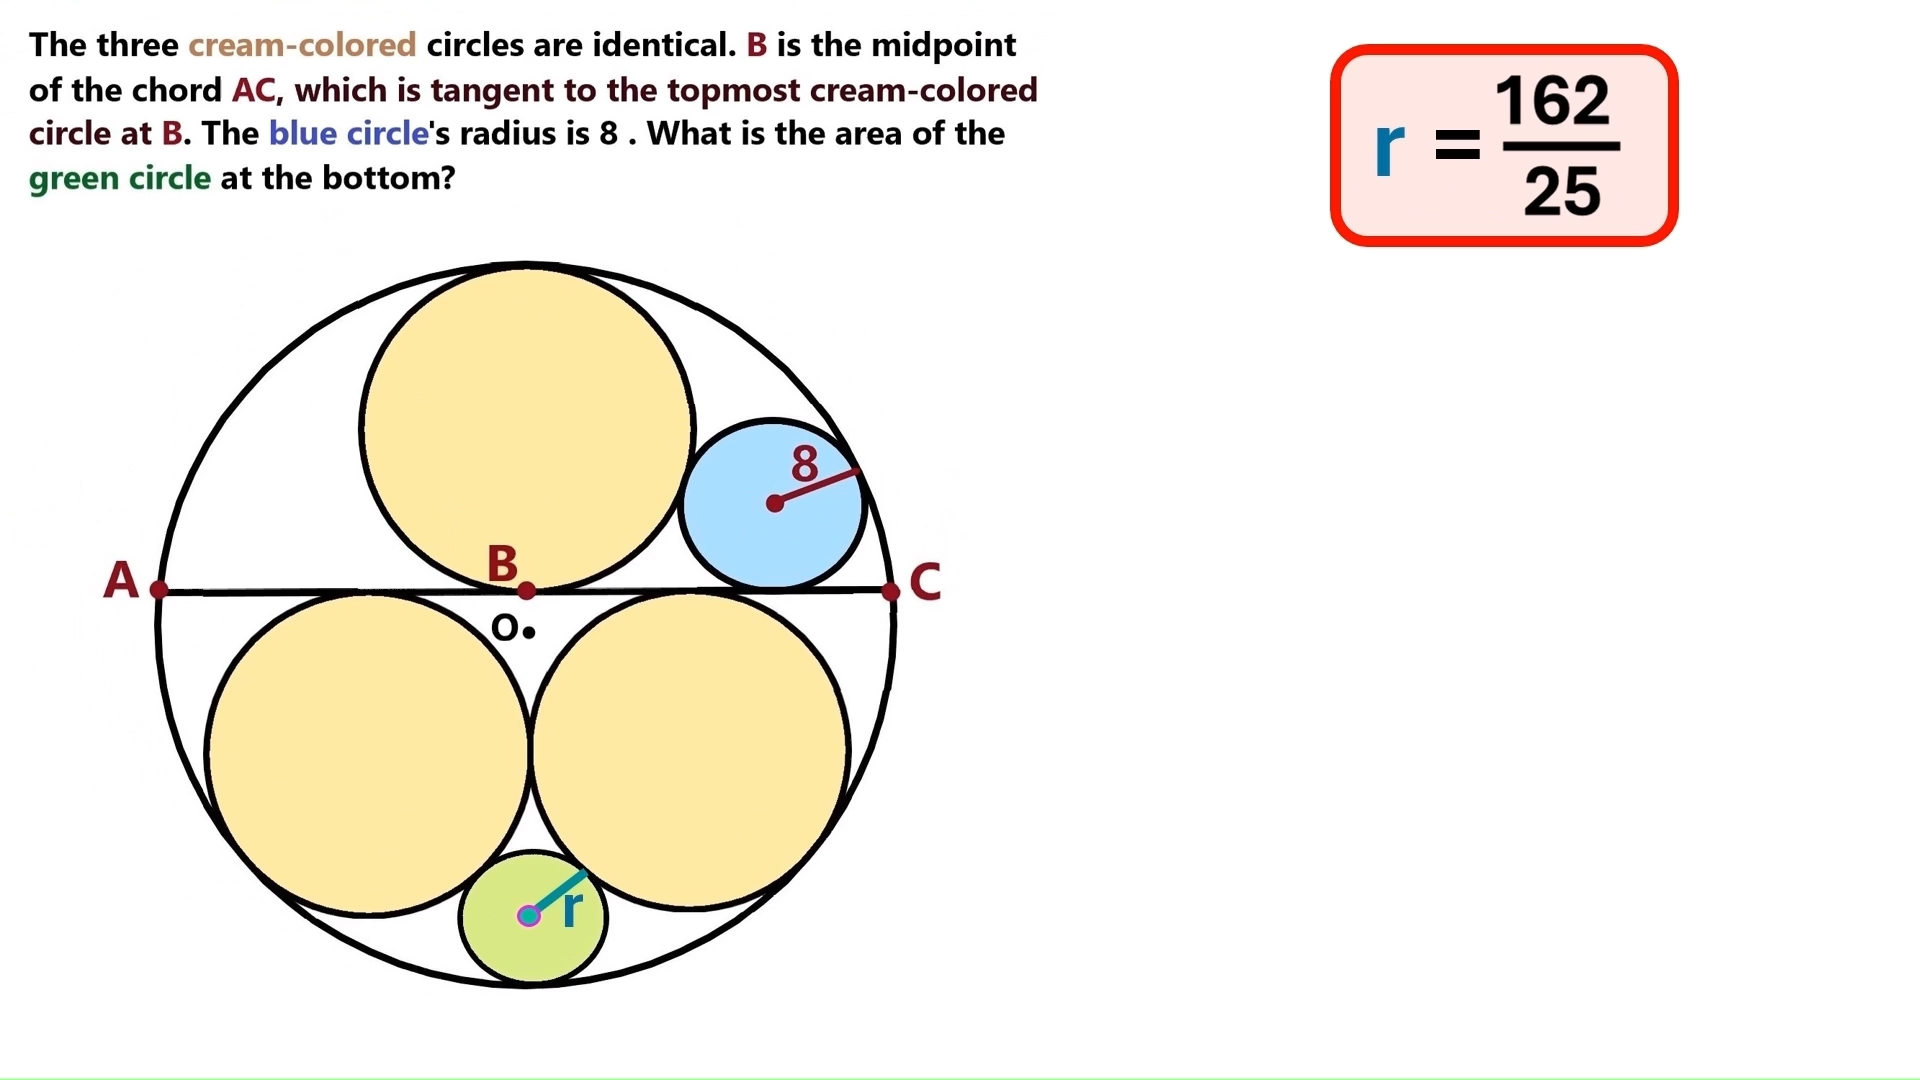 The three cream-colored circles are identical. B is the midpoint
of the chord AC, which is tangent to the topmost cream-colored
circle at B. The blue circle's radius is 8 . What is the area of the
green circle at the bottom?
r = 162
25
8
B
A
C
O
r